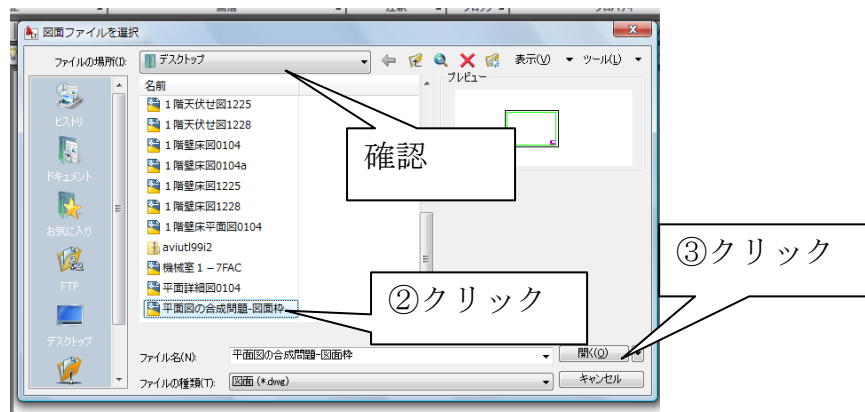 図面ファイルを選択
ファイルの場所(I):
デスクトップ
表示(V)
ツール(L)
プレビュー
名前
1階天伏せ図1225
1階天伏せ図1228
1階壁床図0104
1階壁床図0104a
1階壁床図1225
1階壁床図1228
1階壁床平面図0104
aviutl99i2
機械室1-7FAC
平面詳細図0104
平面図の合成問題-図面枠
ヒストリ
ドキュメント
お気に入り
FTP
デスクトップ
確認
②クリック
③クリック
ファイル名(N):
平面図の合成問題-図面枠
開く(O)
ファイルの種類(T):
図面 (*.dwg)
キャンセル